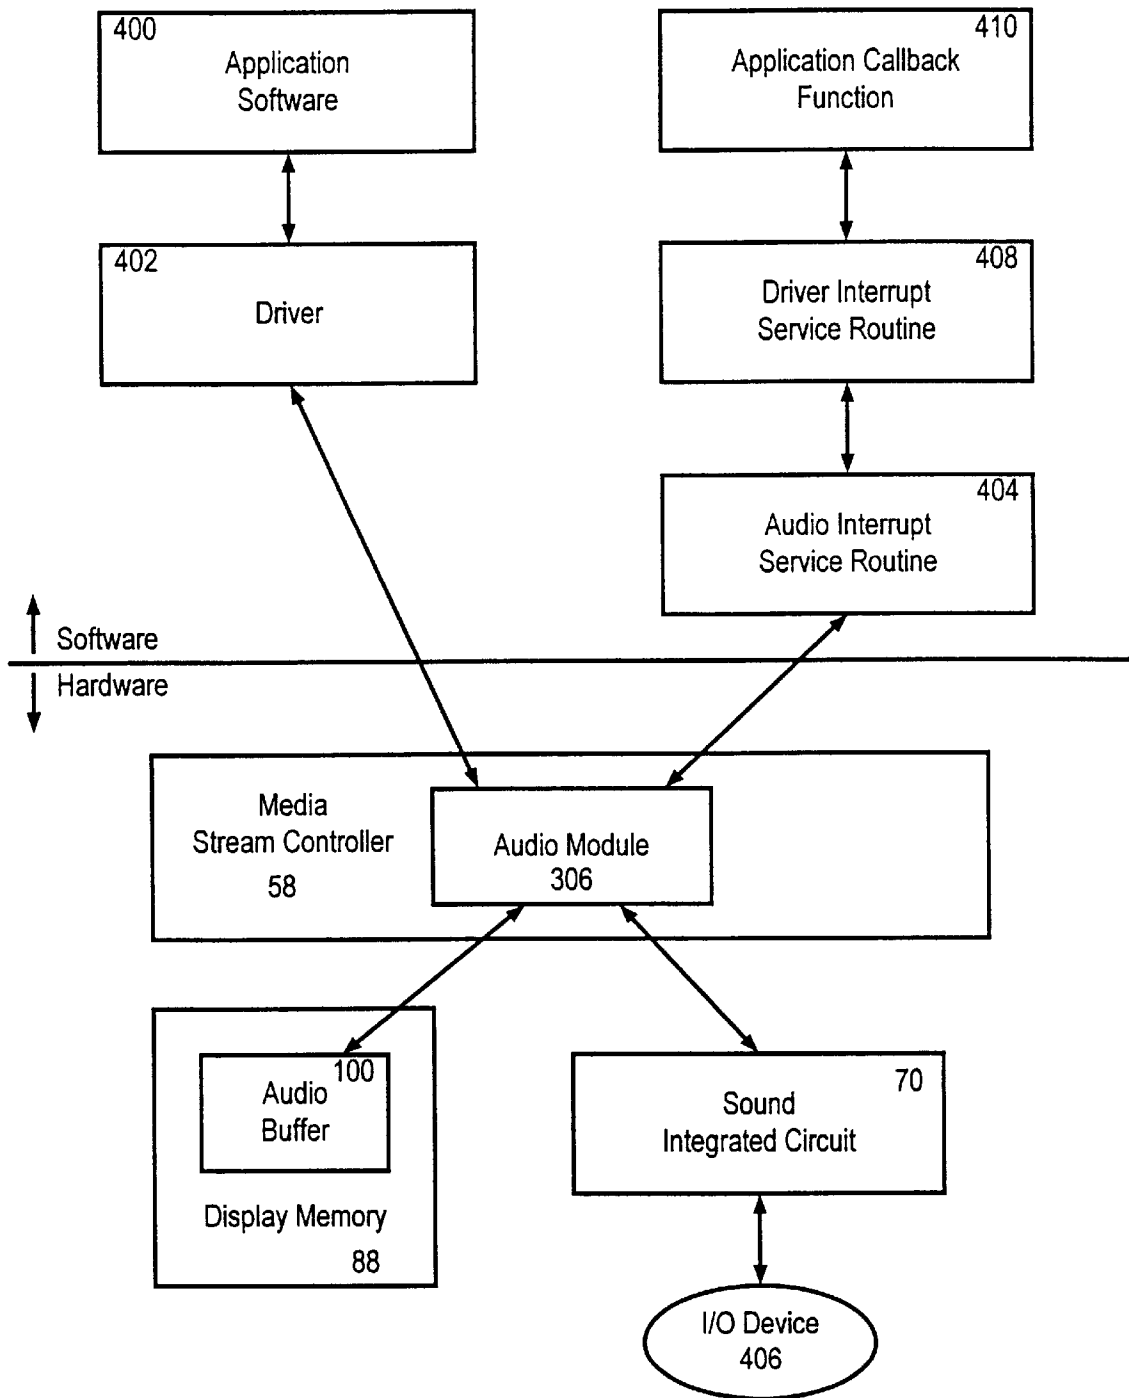 400
Application
Software
410
Application Callback
Function
402
Driver
408
Driver Interrupt
Service Routine
404
Audio Interrupt
Service Routine
Software
Hardware
Media
Stream Controller
58
Audio Module
306
100
Audio
Buffer
Display Memory
88
70
Sound
Integrated Circuit
I/O Device
406